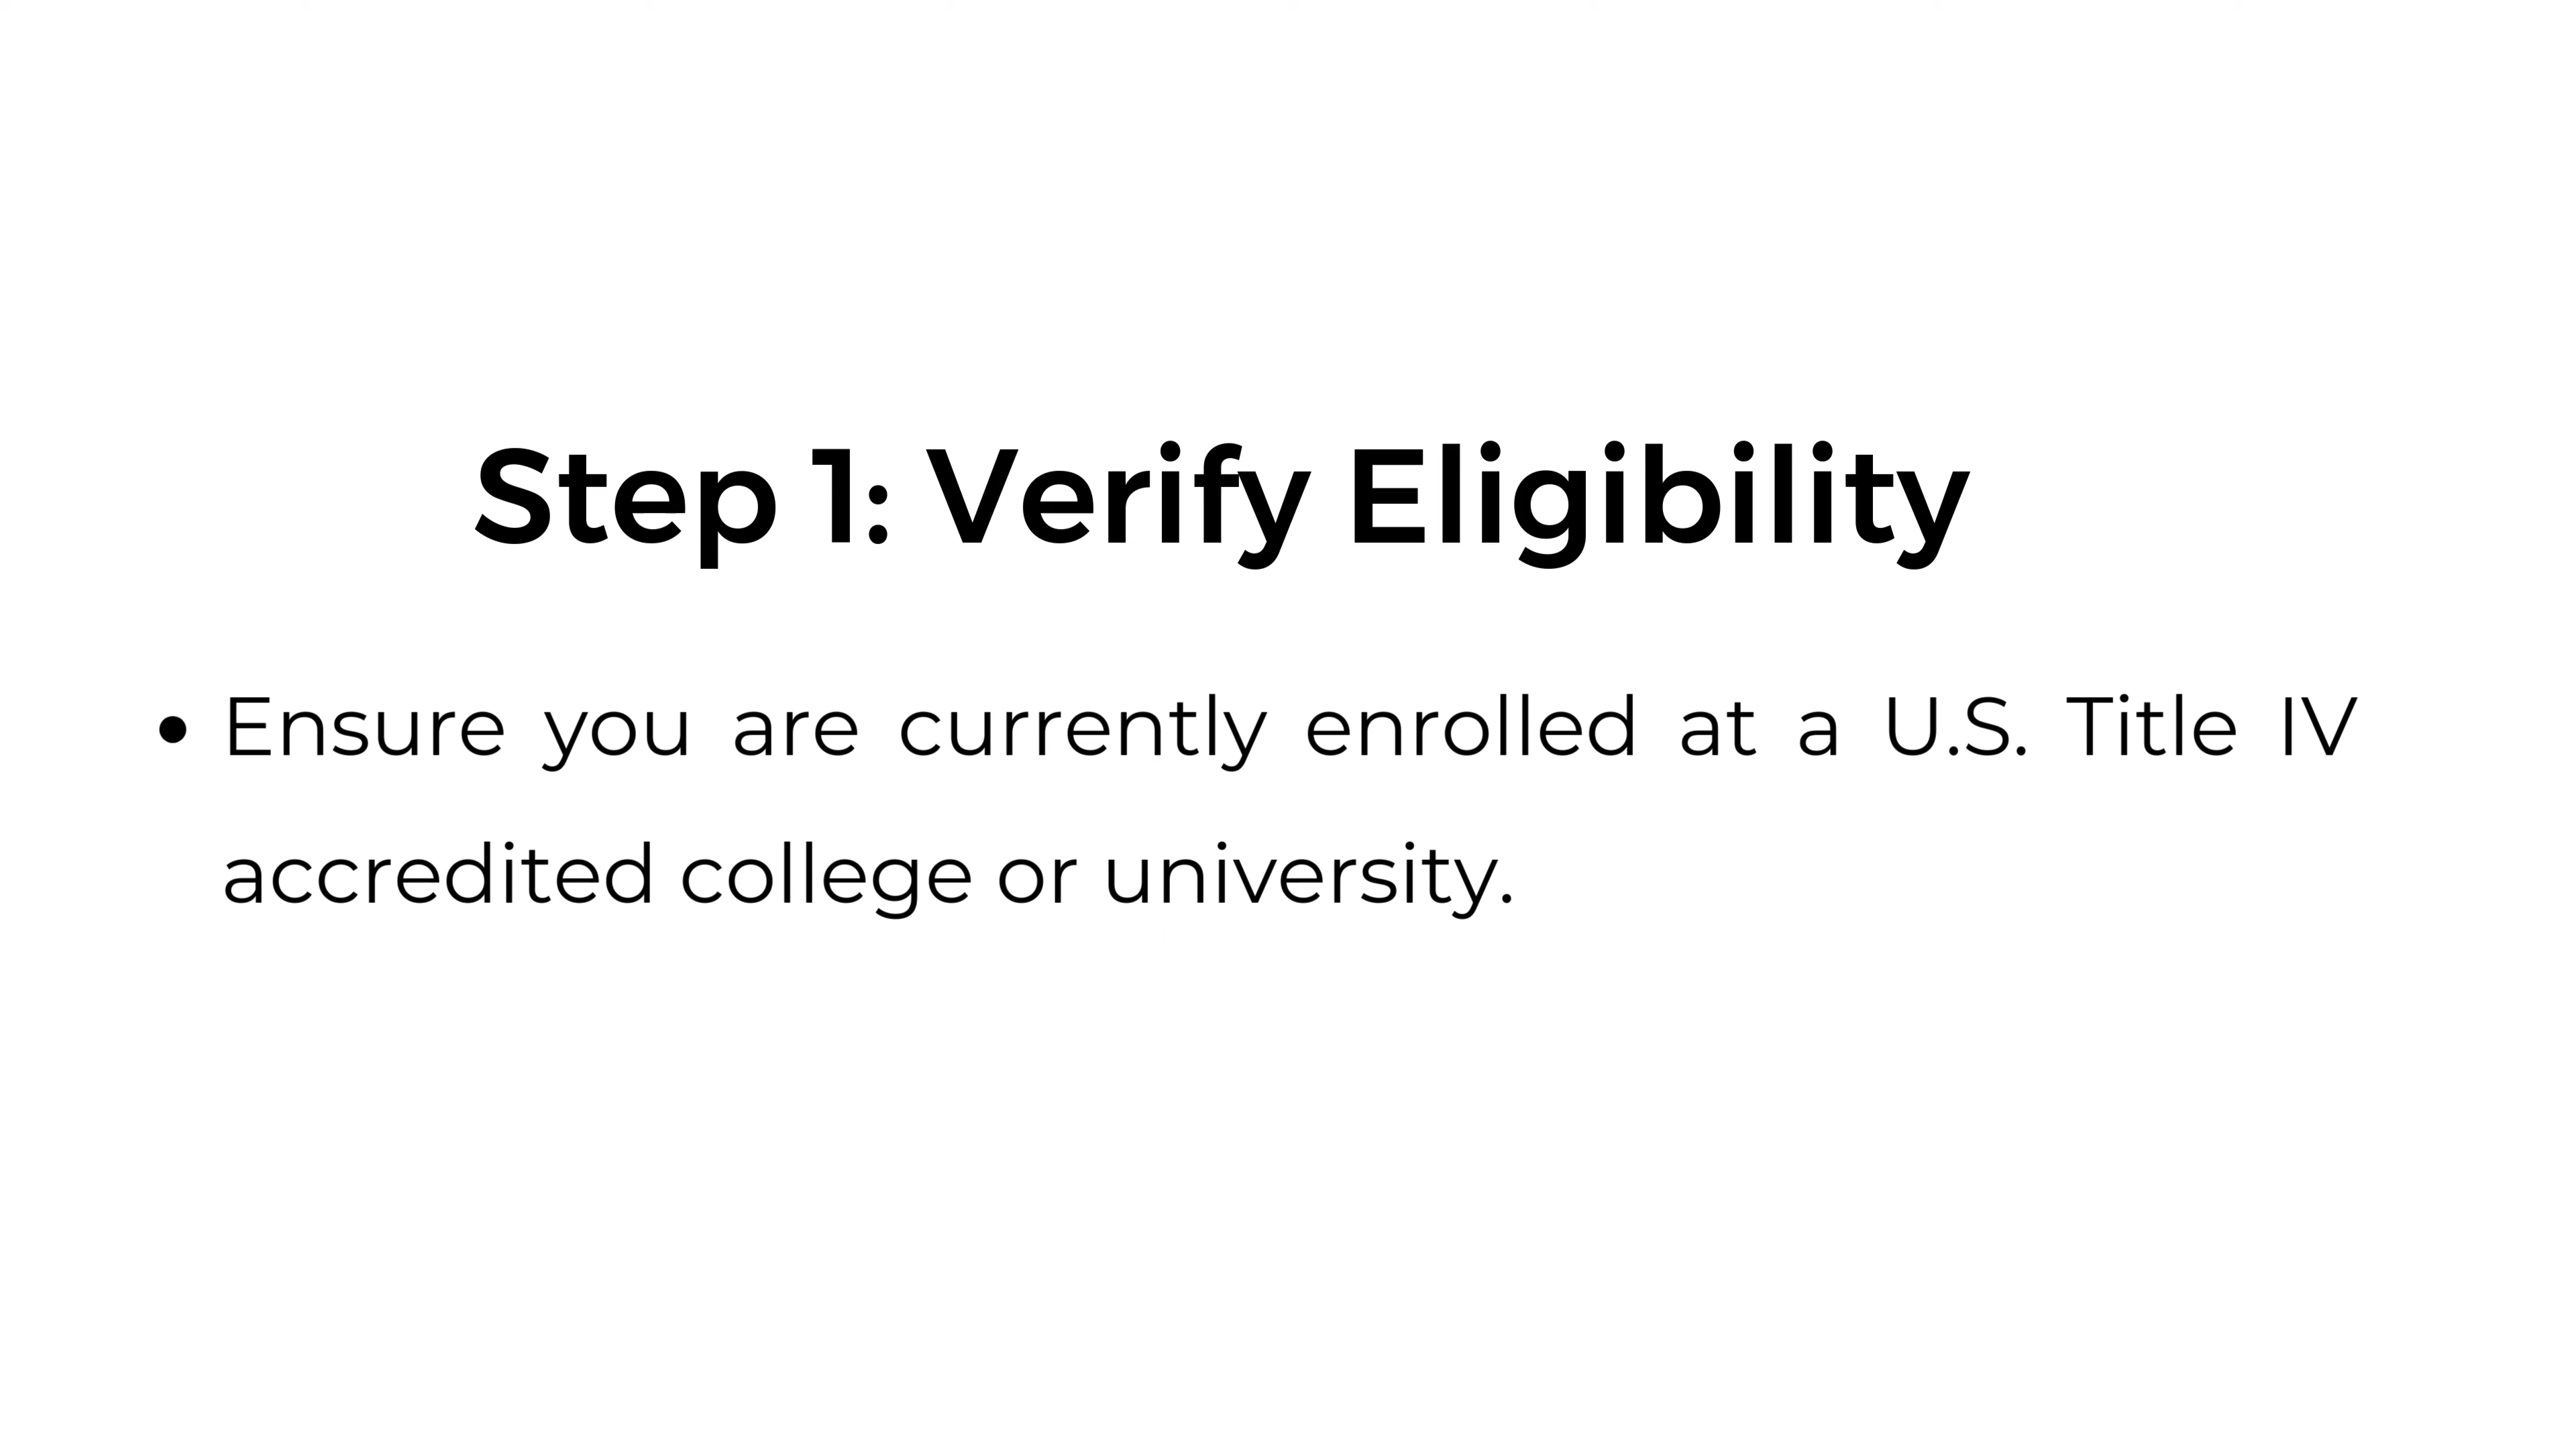 Step 1: Verify Eligibility
• Ensure you are currently enrolled at a U.S. Title IV
accredited college or university.